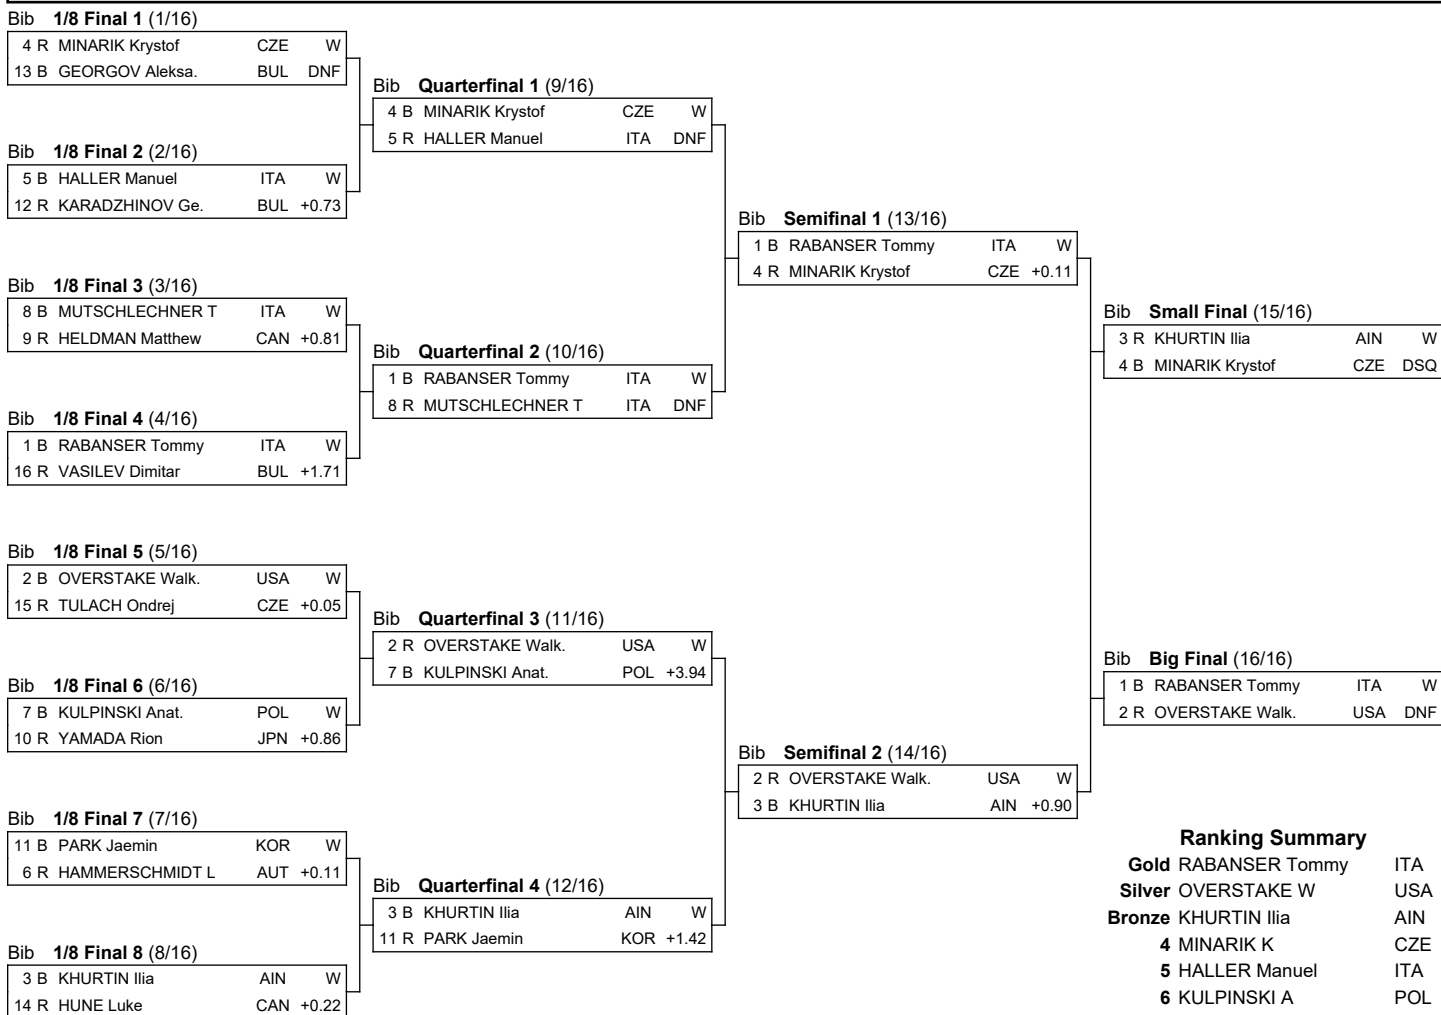 Bib 1/8 Final 1 (1/16)
4 R MINARIK Krystof CZE W
13 B GEORGOV Aleksa. BUL DNF
Bib 1/8 Final 2 (2/16)
5 B HALLER Manuel ITA W
12 R KARADZHINOV Ge. BUL +0.73
Bib 1/8 Final 3 (3/16)
8 B MUTSCHLECHNER T ITA W
9 R HELDMAN Matthew CAN +0.81
Bib 1/8 Final 4 (4/16)
1 B RABANSER Tommy ITA W
16 R VASILEV Dimitar BUL +1.71
Bib 1/8 Final 5 (5/16)
2 B OVERSTAKE Walk. USA W
15 R TULACH Ondrej CZE +0.05
Bib 1/8 Final 6 (6/16)
7 B KULPINSKI Anat. POL W
10 R YAMADA Rion JPN +0.86
Bib 1/8 Final 7 (7/16)
11 B PARK Jaemin KOR W
6 R HAMMERSCHMIDT L AUT +0.11
Bib 1/8 Final 8 (8/16)
3 B KHURTIN Ilia AIN W
14 R HUNE Luke CAN +0.22
Bib Quarterfinal 1 (9/16)
4 B MINARIK Krystof CZE W
5 R HALLER Manuel ITA DNF
Bib Quarterfinal 2 (10/16)
1 B RABANSER Tommy ITA W
8 R MUTSCHLECHNER T ITA DNF
Bib Quarterfinal 3 (11/16)
2 R OVERSTAKE Walk. USA W
7 B KULPINSKI Anat. POL +3.94
Bib Quarterfinal 4 (12/16)
3 B KHURTIN Ilia AIN W
11 R PARK Jaemin KOR +1.42
Bib Semifinal 1 (13/16)
1 B RABANSER Tommy ITA W
4 R MINARIK Krystof CZE +0.11
Bib Semifinal 2 (14/16)
2 R OVERSTAKE Walk. USA W
3 B KHURTIN Ilia AIN +0.90
Bib Small Final (15/16)
3 R KHURTIN Ilia AIN W
4 B MINARIK Krystof CZE DSQ
Bib Big Final (16/16)
1 B RABANSER Tommy ITA W
2 R OVERSTAKE Walk. USA DNF
Ranking Summary
Gold RABANSER Tommy ITA
Silver OVERSTAKE W USA
Bronze KHURTIN Ilia AIN
4 MINARIK K CZE
5 HALLER Manuel ITA
6 KULPINSKI A POL